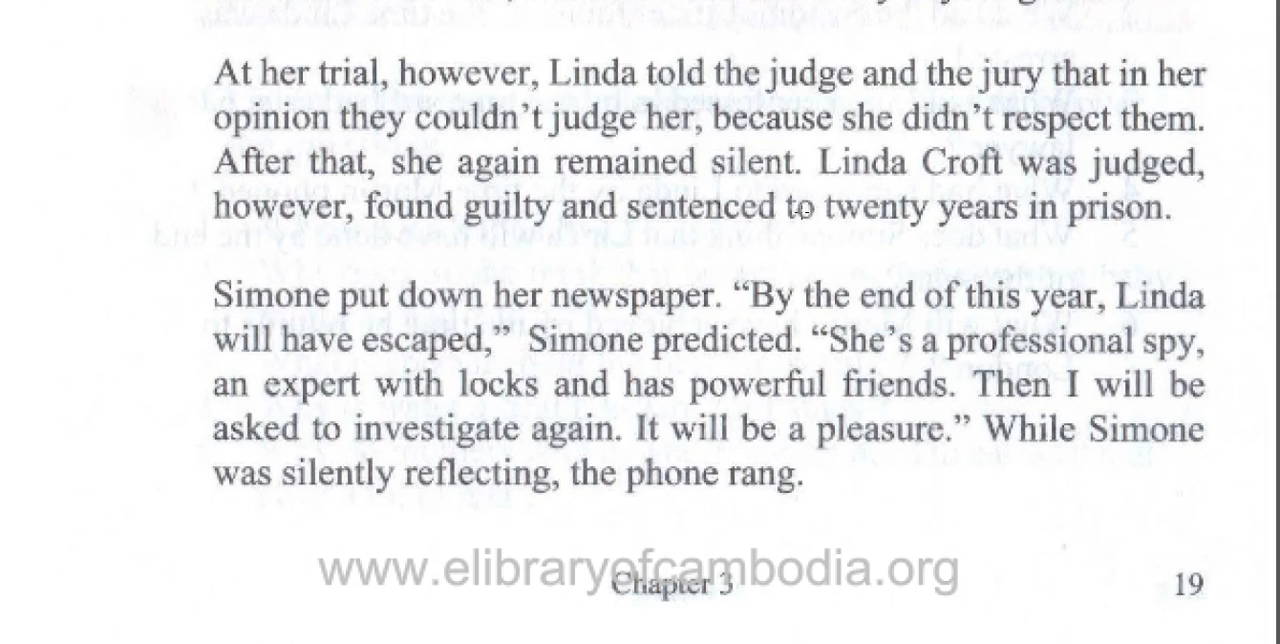 At her trial, however, Linda told the judge and the jury that in her
opinion they couldn’t judge her, because she didn’t respect them.
After that, she again remained silent. Linda Croft was judged,
however, found guilty and sentenced to twenty years in prison.
Simone put down her newspaper. “By the end of this year, Linda
will have escaped,” Simone predicted. “She’s a professional spy,
an expert with locks and has powerful friends. Then I will be
asked to investigate again. It will be a pleasure.” While Simone
was silently reflecting, the phone rang.
www.elibraryofcambodia.org
Chapter 3 19